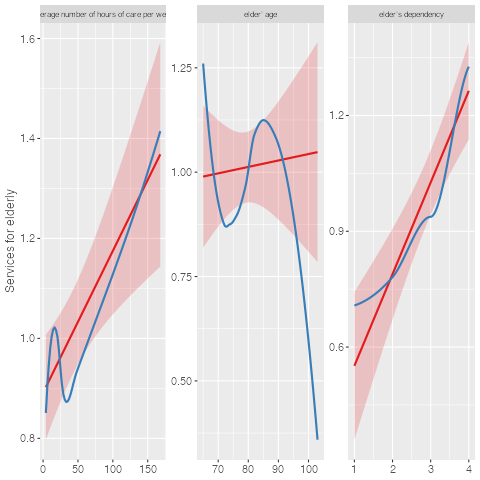 erage number of hours of care per we
elder' age
elder's dependency
Services for elderly
1.6
1.4
1.2
1.0
0.8
0 50 100 150
1.25
1.00
0.75
0.50
70 80 90 100
1.2
0.9
0.6
1 2 3 4